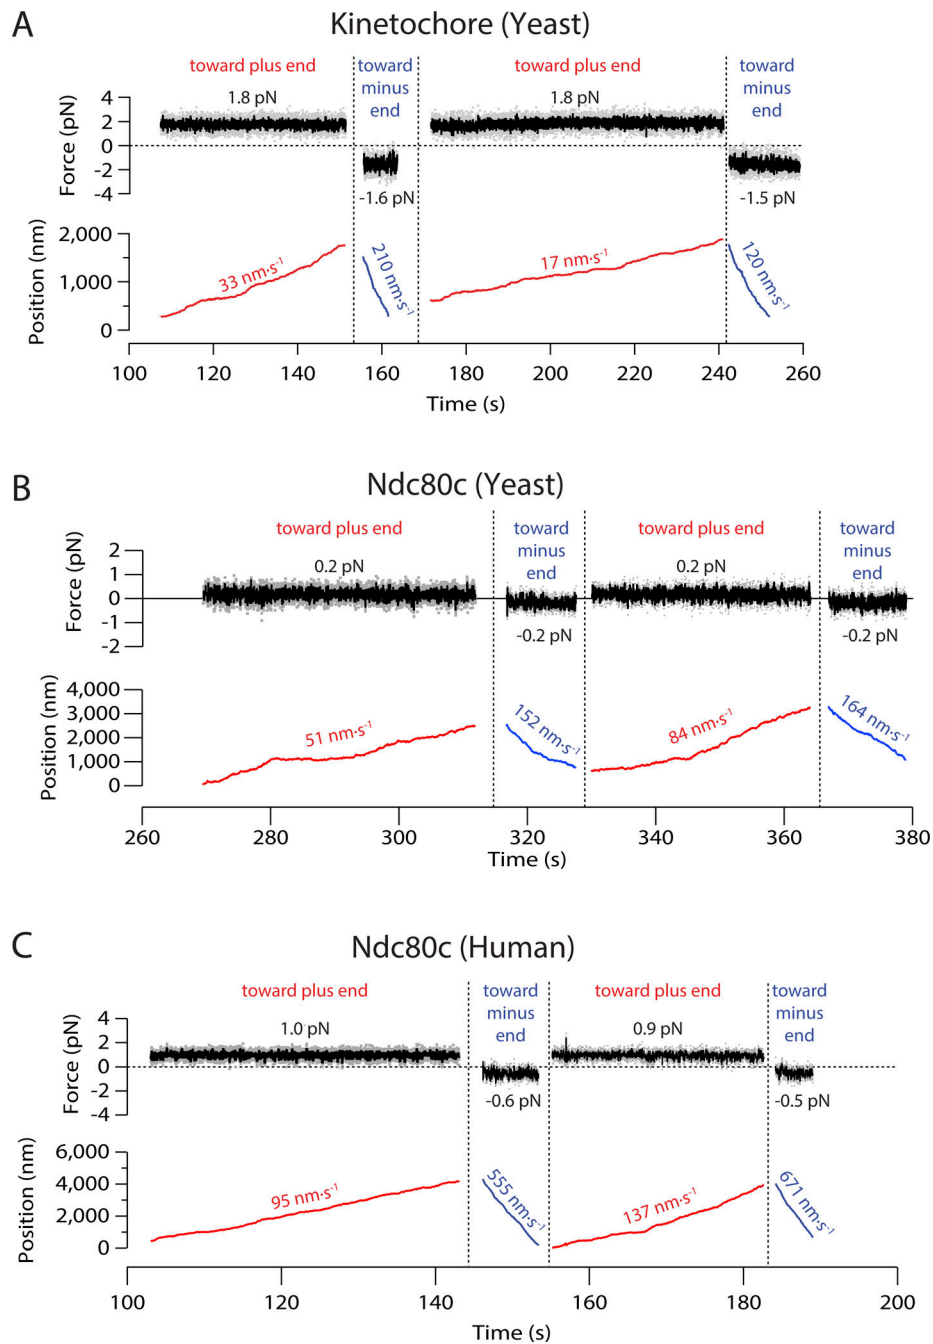 A
Kinetochore (Yeast)
toward plus end
toward
minus
end
toward plus end
toward
minus
end
1.8 pN
1.8 pN
Force (pN)
4
2
0
-2
-4
-1.6 pN
-1.5 pN
Position (nm)
2,000
1,000
0
33 nm·s⁻¹
210 nm·s⁻¹
17 nm·s⁻¹
120 nm·s⁻¹
100 120 140 160 180 200 220 240 260
Time (s)
B
Ndc80c (Yeast)
toward plus end
toward
minus
end
toward plus end
toward
minus
end
0.2 pN
0.2 pN
Force (pN)
2
1
0
-1
-2
-0.2 pN
-0.2 pN
Position (nm)
4,000
3,000
2,000
1,000
0
51 nm·s⁻¹
152 nm·s⁻¹
84 nm·s⁻¹
164 nm·s⁻¹
260 280 300 320 340 360 380
Time (s)
C
Ndc80c (Human)
toward plus end
toward
minus
end
toward plus end
toward
minus
end
1.0 pN
0.9 pN
Force (pN)
4
2
0
-2
-4
-0.6 pN
-0.5 pN
Position (nm)
6,000
4,000
2,000
0
95 nm·s⁻¹
555 nm·s⁻¹
137 nm·s⁻¹
671 nm·s⁻¹
100 120 140 160 180 200
Time (s)